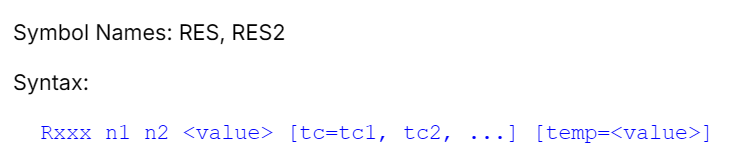 Symbol Names: RES, RES2
Syntax:
Rxxx n1 n2 <value> [tc=tc1, tc2, ...] [temp=<value>]